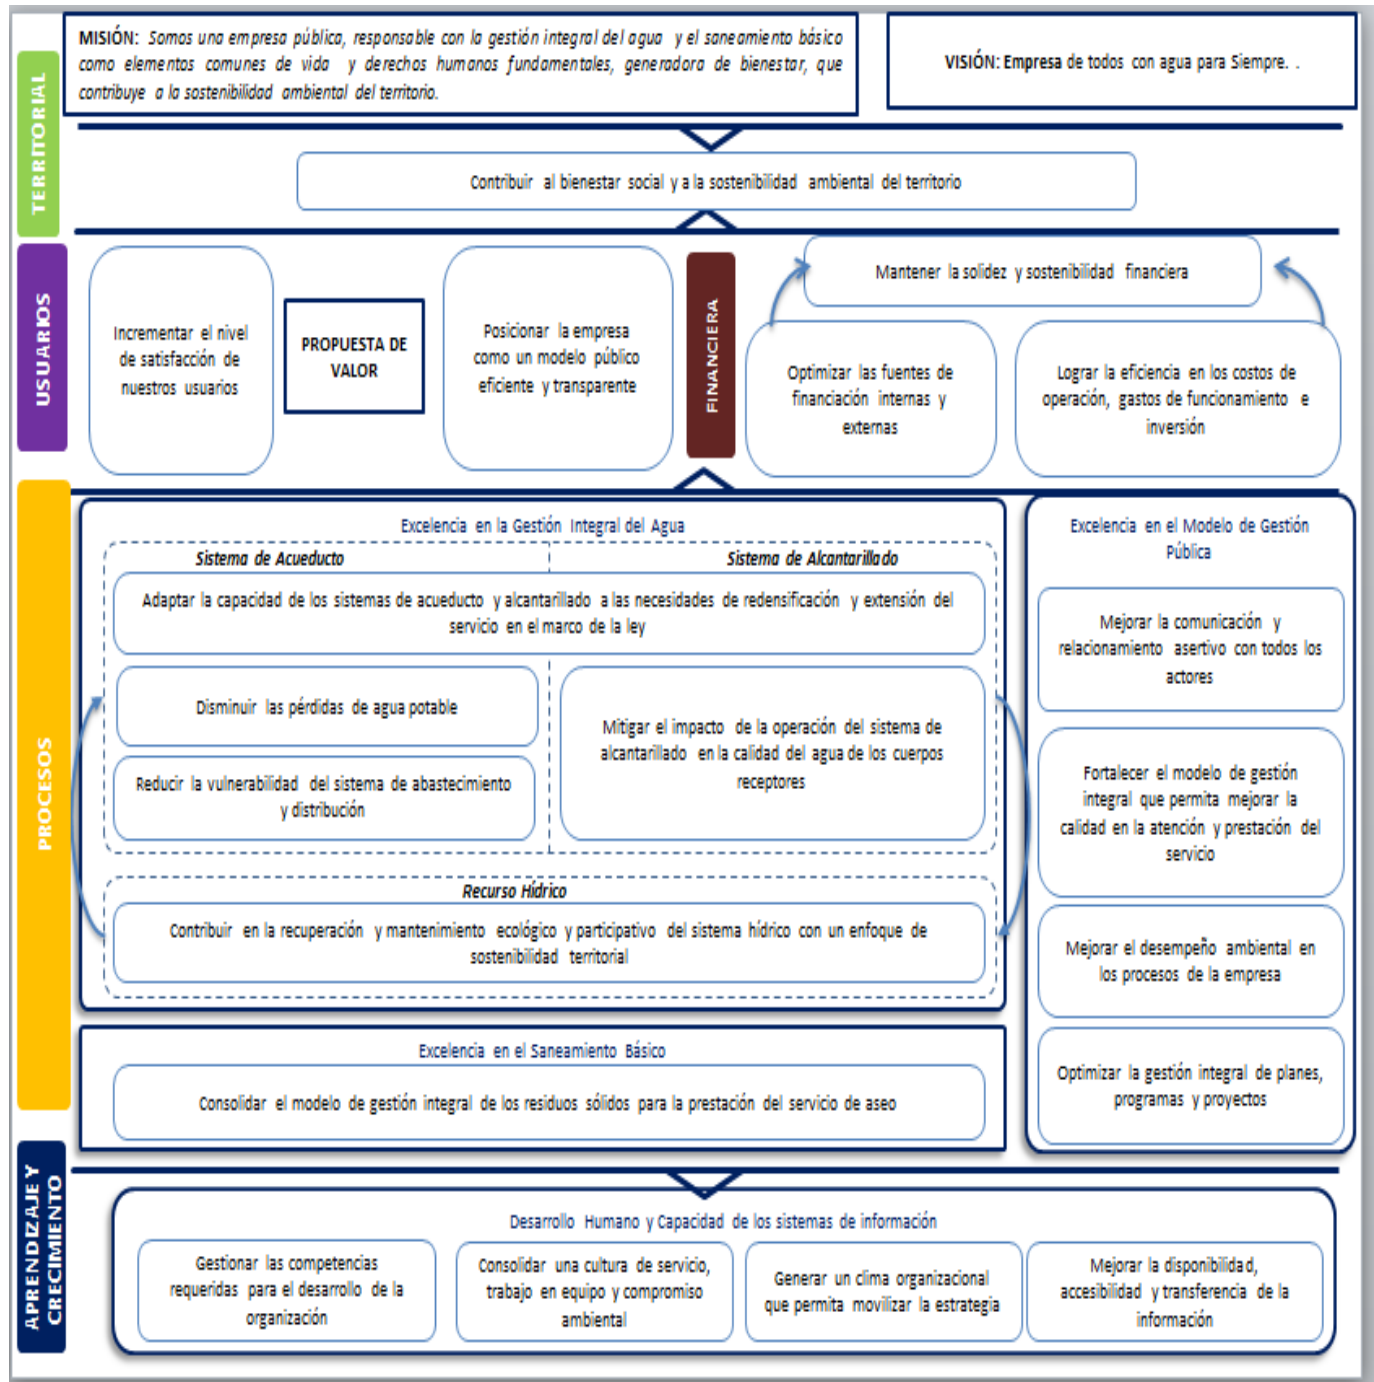 MISIÓN: Somos una empresa pública, responsable con la gestión integral del agua y el saneamiento básico
como elementos comunes de vida y derechos humanos fundamentales, generadora de bienestar, que
contribuye a la sostenibilidad ambiental del territorio.
VISIÓN: Empresa de todos con agua para Siempre. .
TERRITORIAL
Contribuir al bienestar social y a la sostenibilidad ambiental del territorio
USUARIOS
Incrementar el nivel
de satisfacción de
nuestros usuarios
PROPUESTA DE
VALOR
Posicionar la empresa
como un modelo público
eficiente y transparente
FINANCIERA
Mantener la solidez y sostenibilidad financiera
Optimizar las fuentes de
financiación internas y
externas
Lograr la eficiencia en los costos de
operación, gastos de funcionamiento e
inversión
PROCESOS
Excelencia en la Gestión Integral del Agua
Sistema de Acueducto
Sistema de Alcantarillado
Adaptar la capacidad de los sistemas de acueducto y alcantarillado a las necesidades de redensificación y extensión del
servicio en el marco de la ley
Disminuir las pérdidas de agua potable
Reducir la vulnerabilidad del sistema de abastecimiento
y distribución
Mitigar el impacto de la operación del sistema de
alcantarillado en la calidad del agua de los cuerpos
receptores
Recurso Hídrico
Contribuir en la recuperación y mantenimiento ecológico y participativo del sistema hídrico con un enfoque de
sostenibilidad territorial
Excelencia en el Saneamiento Básico
Consolidar el modelo de gestión integral de los residuos sólidos para la prestación del servicio de aseo
Excelencia en el Modelo de Gestión
Pública
Mejorar la comunicación y
relacionamiento asertivo con todos los
actores
Fortalecer el modelo de gestión
integral que permita mejorar la
calidad en la atención y prestación del
servicio
Mejorar el desempeño ambiental en
los procesos de la empresa
Optimizar la gestión integral de planes,
programas y proyectos
APRENDIZAJE Y
CRECIMIENTO
Desarrollo Humano y Capacidad de los sistemas de información
Gestionar las competencias
requeridas para el desarrollo de la
organización
Consolidar una cultura de servicio,
trabajo en equipo y compromiso
ambiental
Generar un clima organizacional
que permita movilizar la estrategia
Mejorar la disponibilidad,
accesibilidad y transferencia de la
información